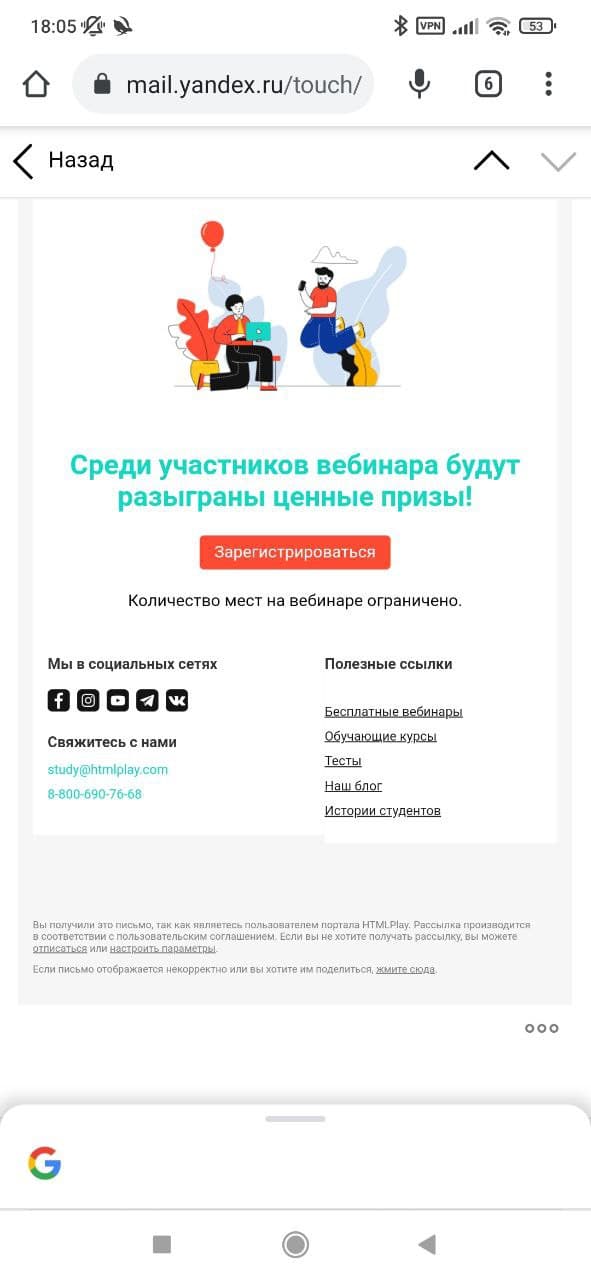 18:05
VPN
53
mail.yandex.ru/touch/
6
Назад
Среди участников вебинара будут
разыграны ценные призы!
Зарегистрироваться
Количество мест на вебинаре ограничено.
Мы в социальных сетях
Свяжитесь с нами
study@htmlplay.com
8-800-690-76-68
Полезные ссылки
Бесплатные вебинары
Обучающие курсы
Тесты
Наш блог
Истории студентов
Вы получили это письмо, так как являетесь пользователем портала HTMLPlay. Рассылка производится
в соответствии с пользовательским соглашением. Если вы не хотите получать рассылку, вы можете
отписаться или настроить параметры.
Если письмо отображается некорректно или вы хотите им поделиться, жмите сюда.